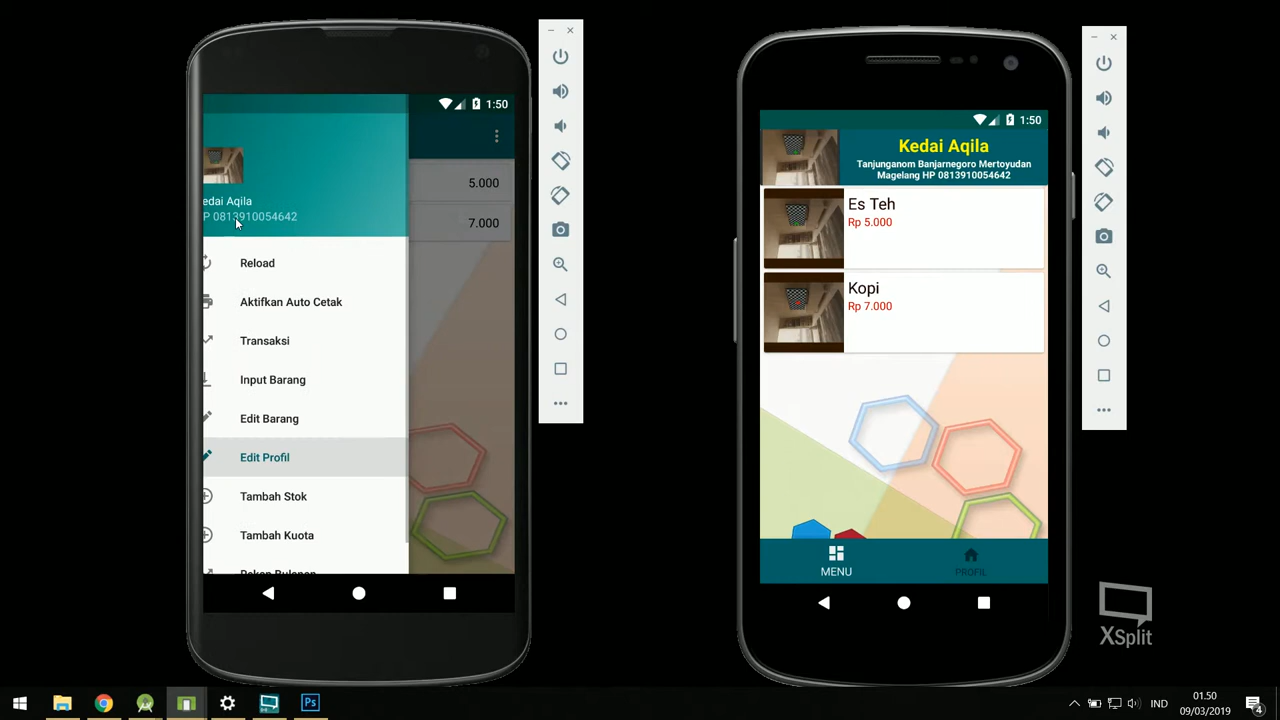 1:50
5.000
7.000
edai Aqila
P 0813910054642
Reload
Aktifkan Auto Cetak
Transaksi
Input Barang
Edit Barang
Edit Profil
Tambah Stok
Tambah Kuota
1:50
Kedai Aqila
Tanjunganom Banjarnegoro Mertoyudan
Magelang HP 0813910054642
Es Teh
Rp 5.000
Kopi
Rp 7.000
MENU
PROFIL
XSplit
Ps
IND
01.50
09/03/2019
4